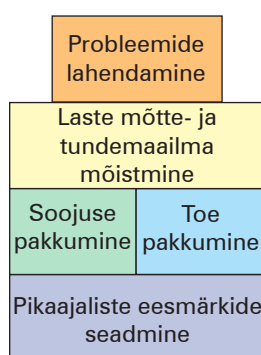 Probleemide
lahendamine
Laste mõtte- ja
tundemaailma
mõistmine
Soojuse
pakkumine
Toe
pakkumine
Pikaajaliste eesmärkide
seadmine